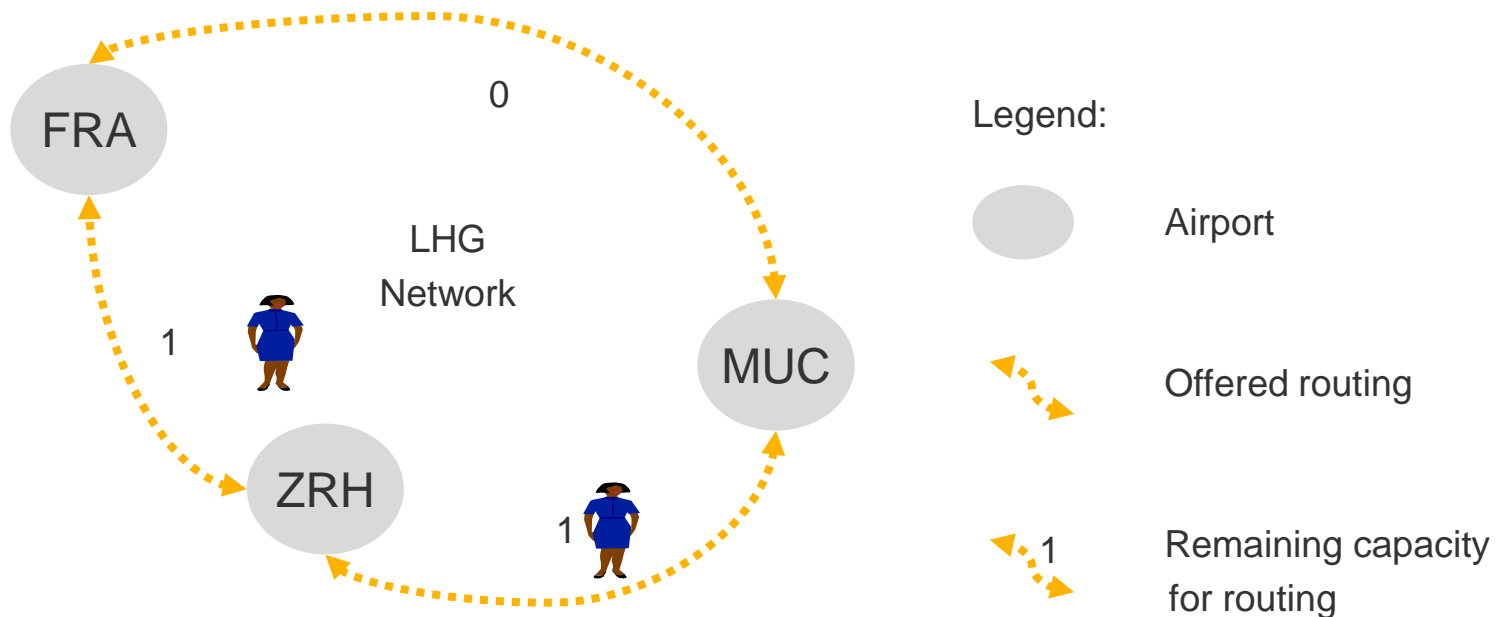 0
FRA
LHG
Network
1
MUC
ZRH
1
Legend:
Airport
Offered routing
1
Remaining capacity
for routing